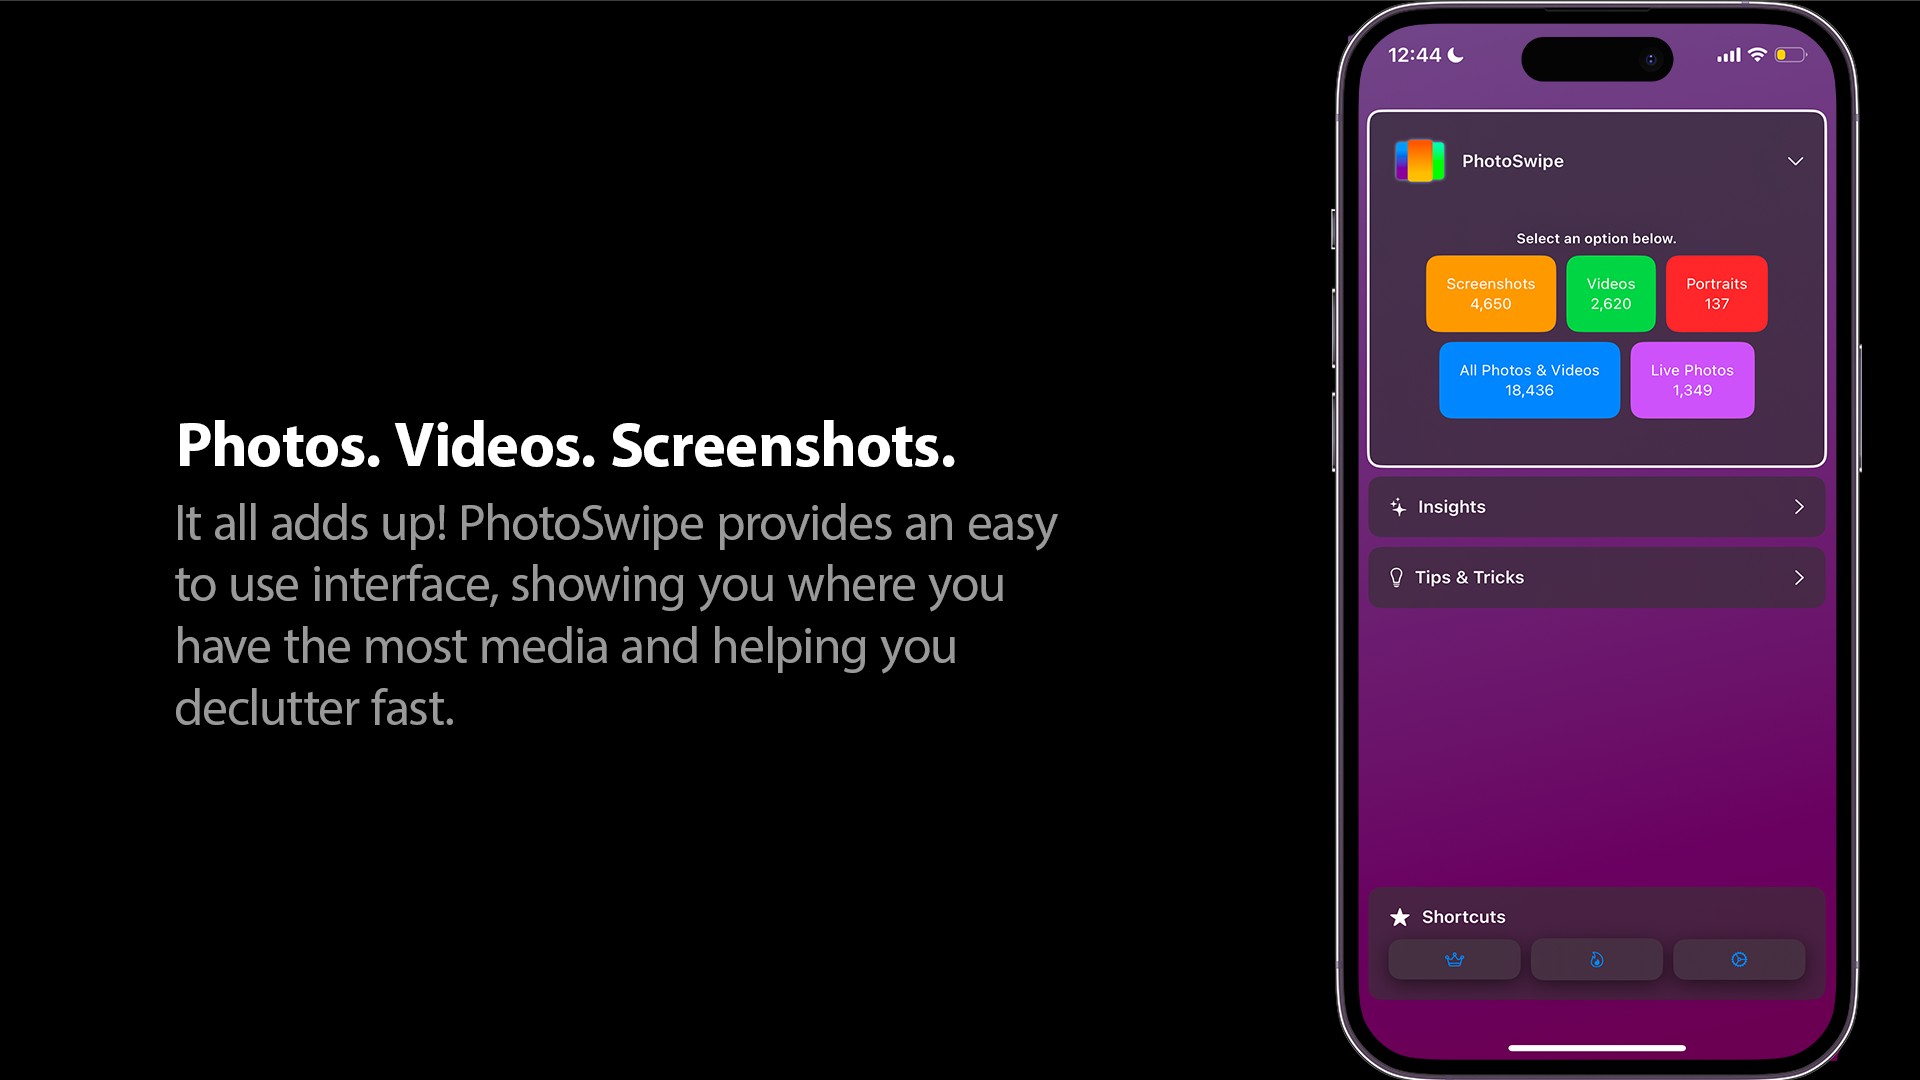 Photos. Videos. Screenshots.
It all adds up! PhotoSwipe provides an easy
to use interface, showing you where you
have the most media and helping you
declutter fast.
12:44
PhotoSwipe
Select an option below.
Screenshots
4,650
Videos
2,620
Portraits
137
All Photos & Videos
18,436
Live Photos
1,349
Insights
Tips & Tricks
Shortcuts